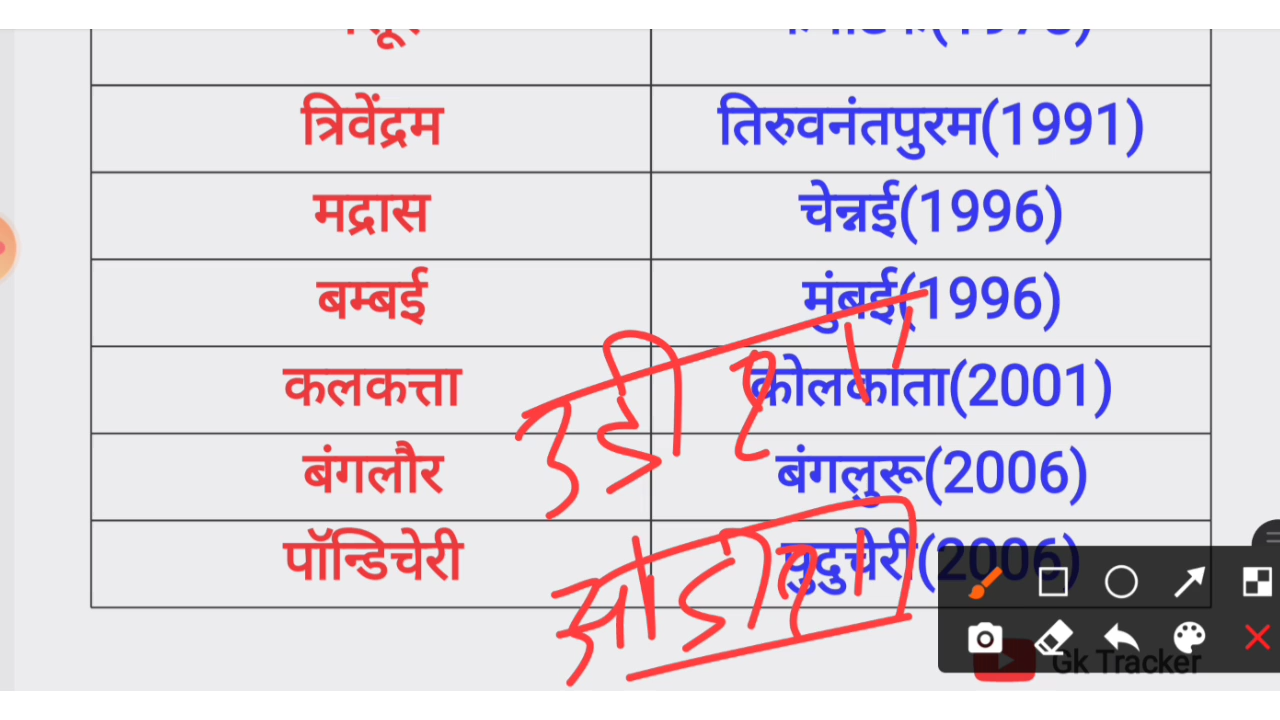 त्रिवेंद्रम तिरुवनंतपुरम(1991)
मद्रास चेन्नई(1996)
बम्बई मुंबई(1996)
कलकत्ता कोलकाता(2001)
बंगलौर बंगलुरू(2006)
पॉन्डिचेरी पुदुचेरी(2006)
Gk Tracker